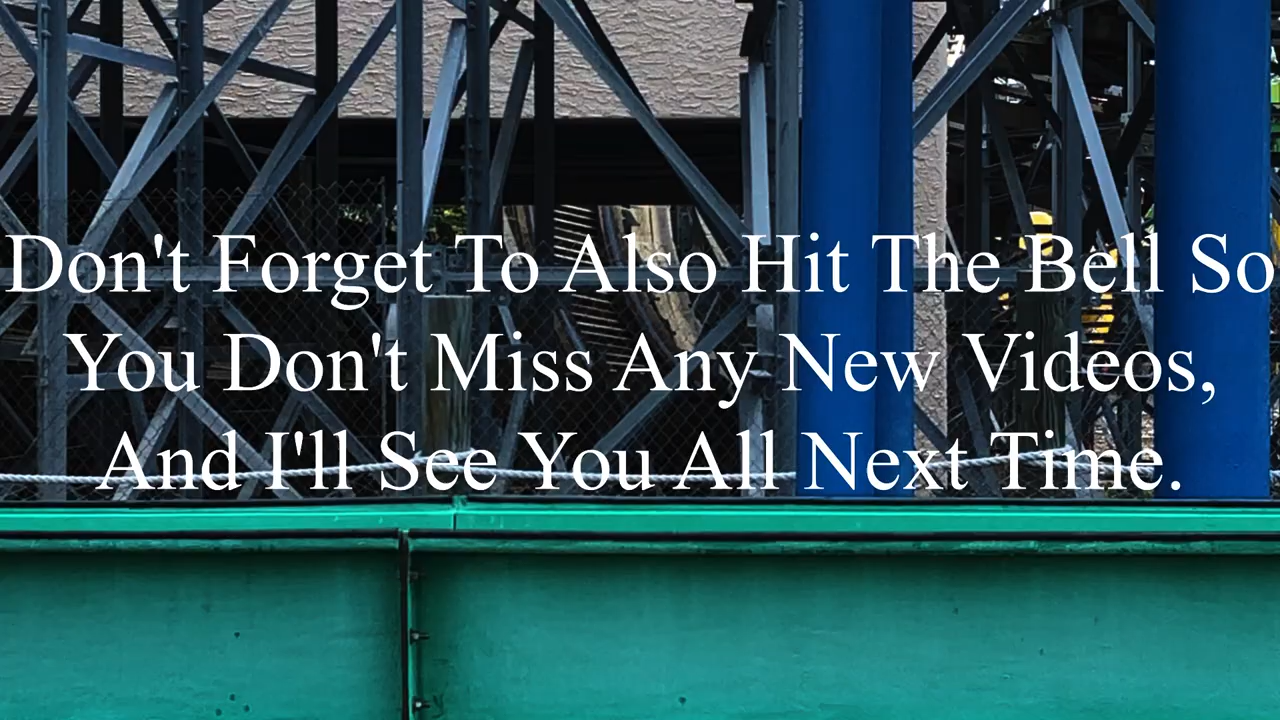 Don't Forget To Also Hit The Bell So
You Don't Miss Any New Videos,
And I'll See You All Next Time.